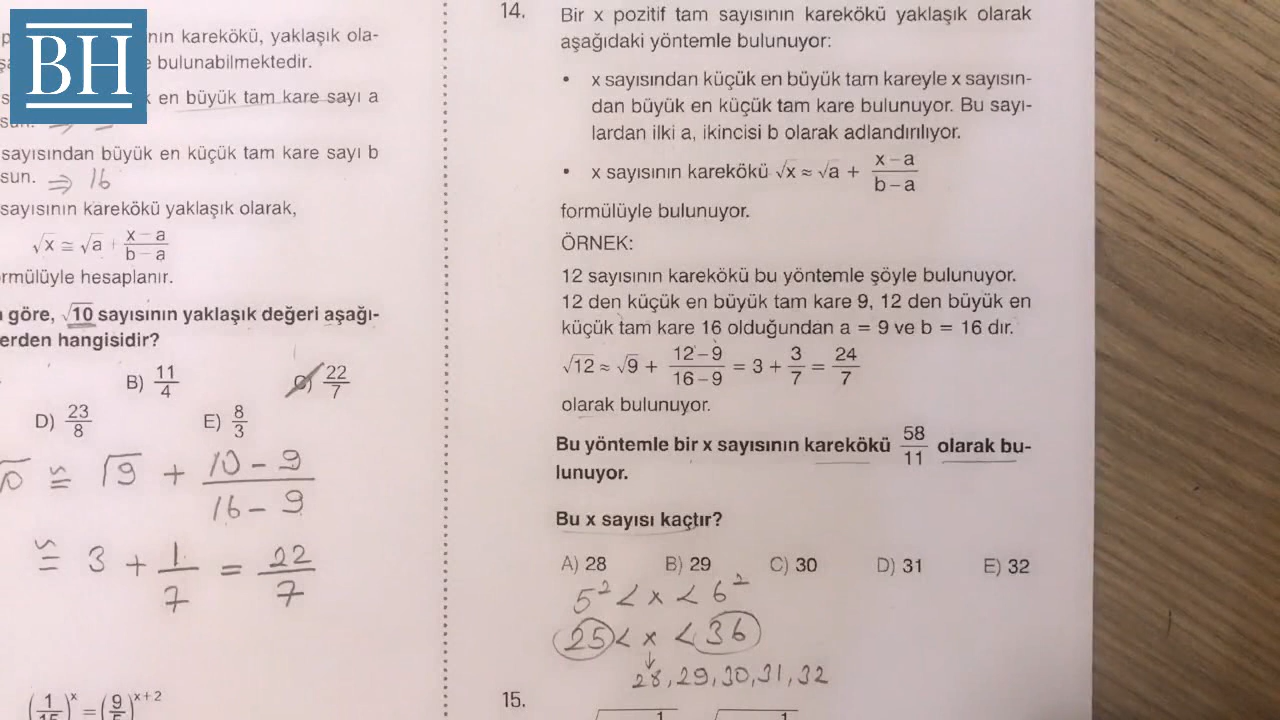 BH
nın karekökü, yaklaşık ola-
bulunabilmektedir.
en büyük tam kare sayı a
sun. ⇒
sayısından büyük en küçük tam kare sayı b
sun. ⇒ 16
sayısının karekökü yaklaşık olarak,
√x ≅ √a + x – a / b – a
rmülüyle hesaplanır.
göre, √10 sayısının yaklaşık değeri aşağı-
erden hangisidir?
B) 11/4 C) 22/7
D) 23/8 E) 8/3
≅ √9 + 10 - 9 / 16 - 9
≅ 3 + 1/7 = 22/7
(1/15)^x = (9/5)^x+2
14. Bir x pozitif tam sayısının karekökü yaklaşık olarak
aşağıdaki yöntemle bulunuyor:
• x sayısından küçük en büyük tam kareyle x sayısın-
dan büyük en küçük tam kare bulunuyor. Bu sayı-
lardan ilki a, ikincisi b olarak adlandırılıyor.
• x sayısının karekökü √x ≈ √a + x – a / b – a
formülüyle bulunuyor.
ÖRNEK:
12 sayısının karekökü bu yöntemle şöyle bulunuyor.
12 den küçük en büyük tam kare 9, 12 den büyük en
küçük tam kare 16 olduğundan a = 9 ve b = 16 dır.
√12 ≈ √9 + 12 – 9 / 16 – 9 = 3 + 3/7 = 24/7
olarak bulunuyor.
Bu yöntemle bir x sayısının karekökü 58/11 olarak bu-
lunuyor.
Bu x sayısı kaçtır?
A) 28 B) 29 C) 30 D) 31 E) 32
5² < x < 6²
25 < x < 36
↓
28, 29, 30, 31, 32
15.